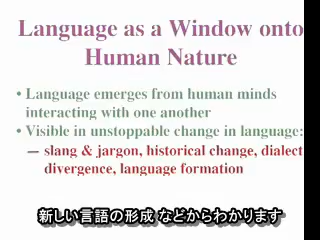 Language as a Window onto
Human Nature
• Language emerges from human minds
interacting with one another
• Visible in unstoppable change in language:
— slang & jargon, historical change, dialect
divergence, language formation
新しい言語の形成 などからわかります